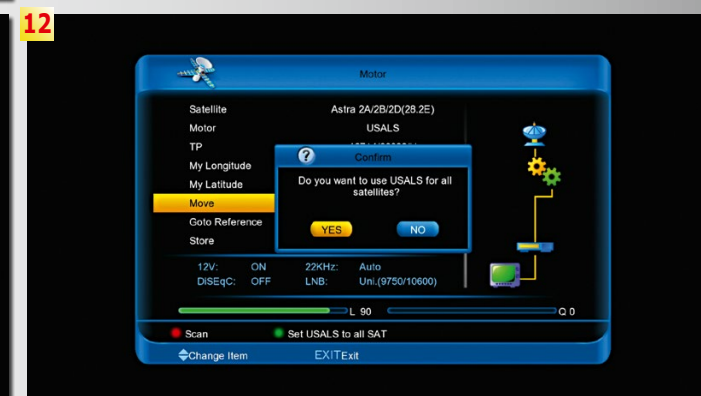 12
Motor
Satellite Astra 2A/2B/2D(28.2E)
Motor USALS
TP
My Longitude
My Latitude
Move
Goto Reference
Store
Confirm
Do you want to use USALS for all
satellites?
YES NO
12V: ON 22KHz: Auto
DiSEqC: OFF LNB: Uni.(9750/10600)
L 90 Q 0
Scan Set USALS to all SAT
Change Item EXITExit